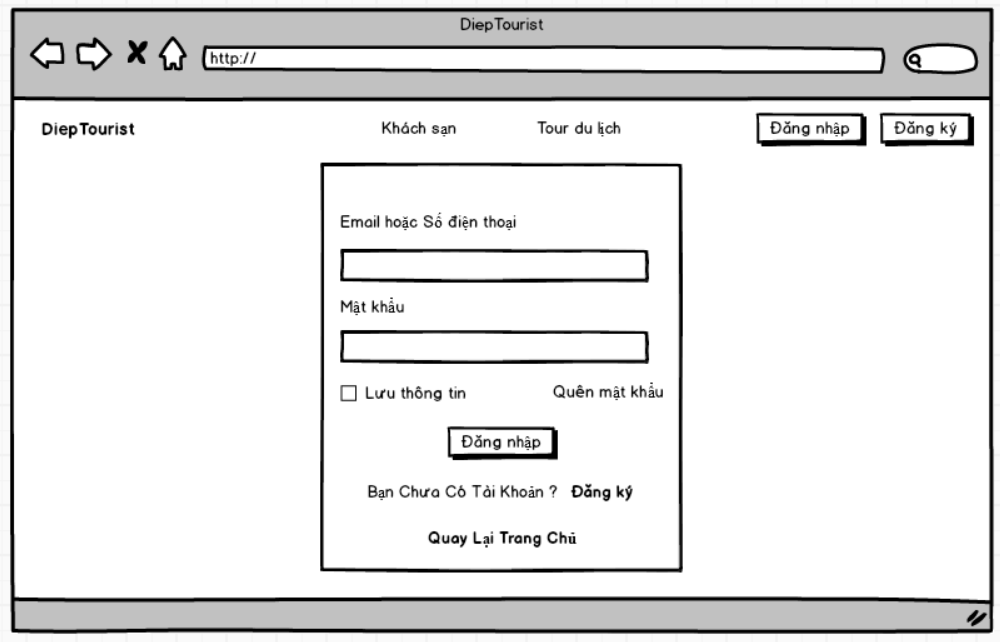 DiepTourist
http://
DiepTourist Khách sạn Tour du lịch Đăng nhập Đăng ký
Email hoặc Số điện thoại
Mật khẩu
Lưu thông tin Quên mật khẩu
Đăng nhập
Bạn Chưa Có Tài Khoản ? Đăng ký
Quay Lại Trang Chủ